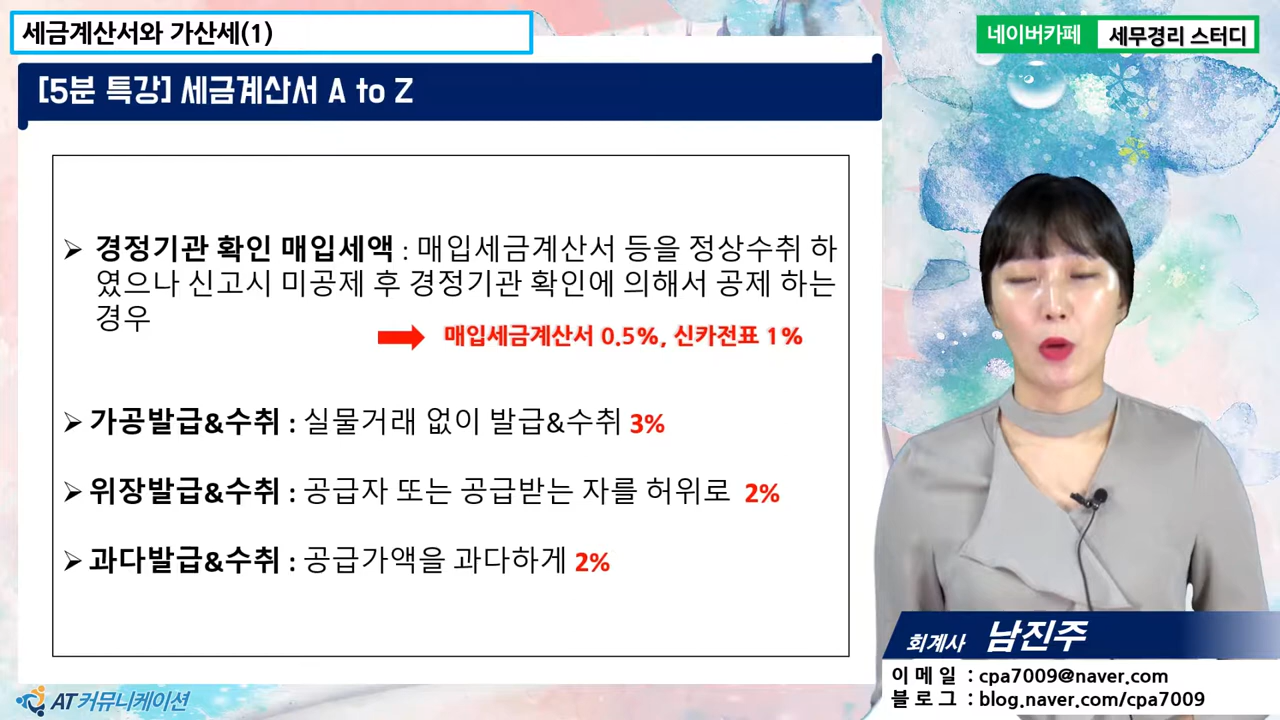 세금계산서와 가산세(1)
네이버카페 세무경리 스터디
[5분 특강] 세금계산서 A to Z
➢ 경정기관 확인 매입세액 : 매입세금계산서 등을 정상수취 하
였으나 신고시 미공제 후 경정기관 확인에 의해서 공제 하는
경우
매입세금계산서 0.5%, 신카전표 1%
➢ 가공발급&수취 : 실물거래 없이 발급&수취 3%
➢ 위장발급&수취 : 공급자 또는 공급받는 자를 허위로 2%
➢ 과다발급&수취 : 공급가액을 과다하게 2%
회계사 남진주
이 메 일 : cpa7009@naver.com
블 로 그 : blog.naver.com/cpa7009
AT커뮤니케이션